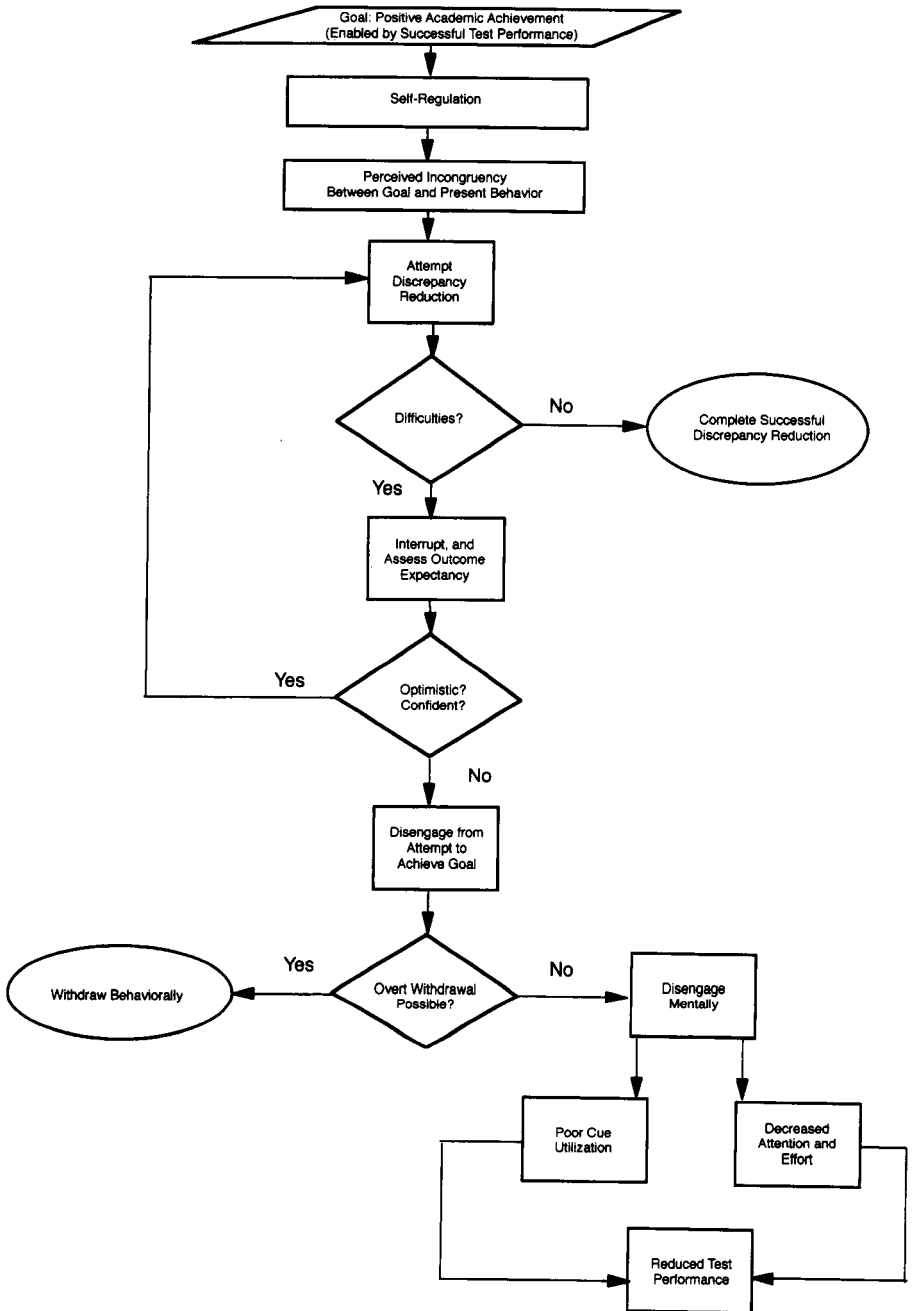 Goal: Positive Academic Achievement
(Enabled by Successful Test Performance)
Self-Regulation
Perceived Incongruency
Between Goal and Present Behavior
Attempt
Discrepancy
Reduction
Difficulties?
No
Complete Successful
Discrepancy Reduction
Yes
Interrupt, and
Assess Outcome
Expectancy
Yes
Optimistic?
Confident?
No
Disengage from
Attempt to
Achieve Goal
Withdraw Behaviorally
Yes
Overt Withdrawal
Possible?
No
Disengage
Mentally
Poor Cue
Utilization
Decreased
Attention and
Effort
Reduced Test
Performance